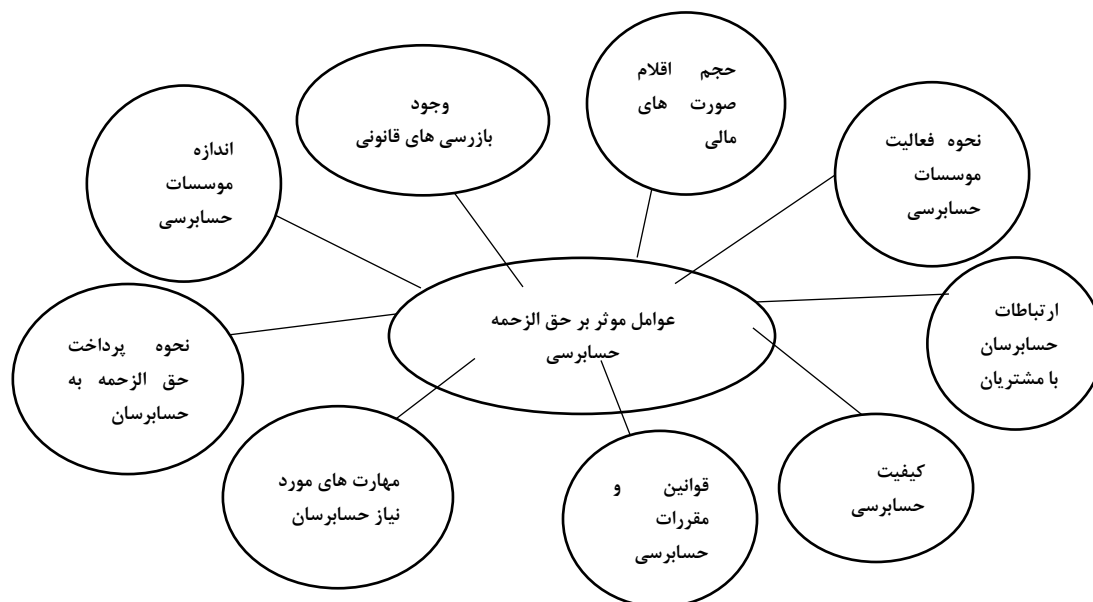 حجم اقلام
صورت های
مالی
وجود
بازرسی های قانونی
نحوه فعالیت
موسسات
حسابرسی
اندازه
موسسات
حسابرسی
عوامل موثر بر حق الزحمه
حسابرسی
ارتباطات
حسابرسان
با مشتریان
نحوه پرداخت
حق الزحمه به
حسابرسان
کیفیت
حسابرسی
قوانین و
مقررات
حسابرسی
مهارت های مورد
نیاز حسابرسان